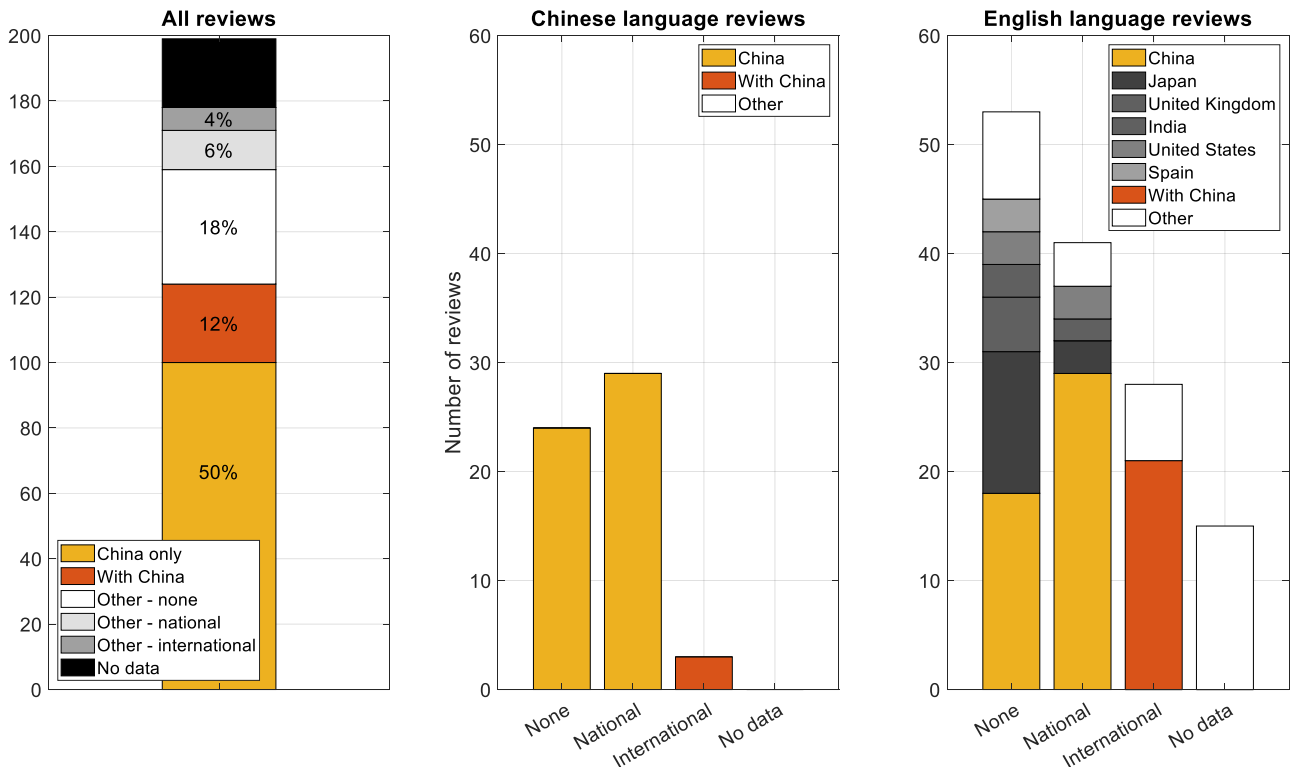 All reviews
200
180
160
140
120
100
80
60
40
20
0
4%
6%
18%
12%
50%
China only
With China
Other - none
Other - national
Other - international
No data
Chinese language reviews
Number of reviews
60
50
40
30
20
10
0
China
With China
Other
None
National
International
No data
English language reviews
60
50
40
30
20
10
0
China
Japan
United Kingdom
India
United States
Spain
With China
Other
None
National
International
No data